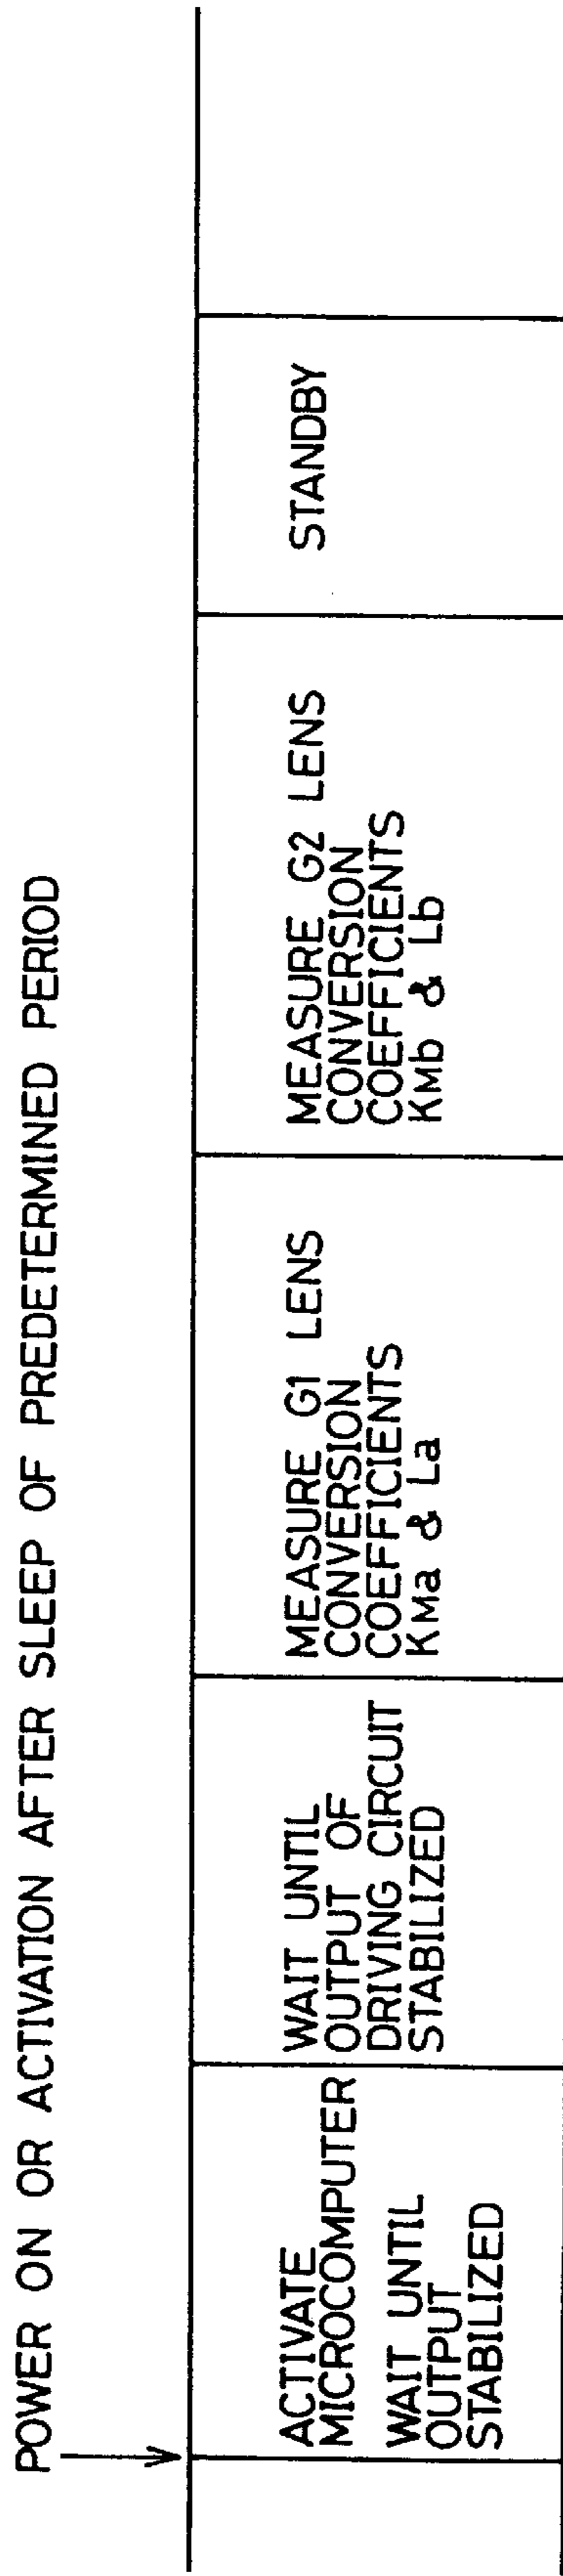 POWER ON OR ACTIVATION AFTER SLEEP OF PREDETERMINED PERIOD
ACTIVATE
MICROCOMPUTER
WAIT UNTIL
OUTPUT
STABILIZED
WAIT UNTIL
OUTPUT OF
DRIVING CIRCUIT
STABILIZED
MEASURE G1 LENS
CONVERSION
COEFFICIENTS
KMa & La
MEASURE G2 LENS
CONVERSION
COEFFICIENTS
KMb & Lb
STANDBY